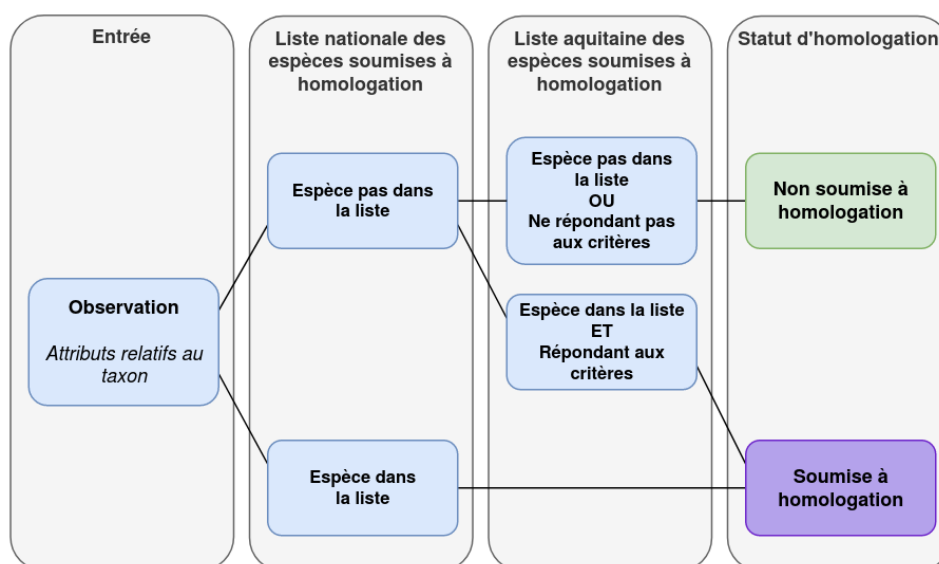 Entrée
Liste nationale des
espèces soumises à
homologation
Liste aquitaine des
espèces soumises à
homologation
Statut d'homologation
Observation
Attributs relatifs au
taxon
Espèce pas dans
la liste
Espèce dans
la liste
Espèce pas dans
la liste
OU
Ne répondant pas
aux critères
Espèce dans la liste
ET
Répondant aux
critères
Non soumise à
homologation
Soumise à
homologation